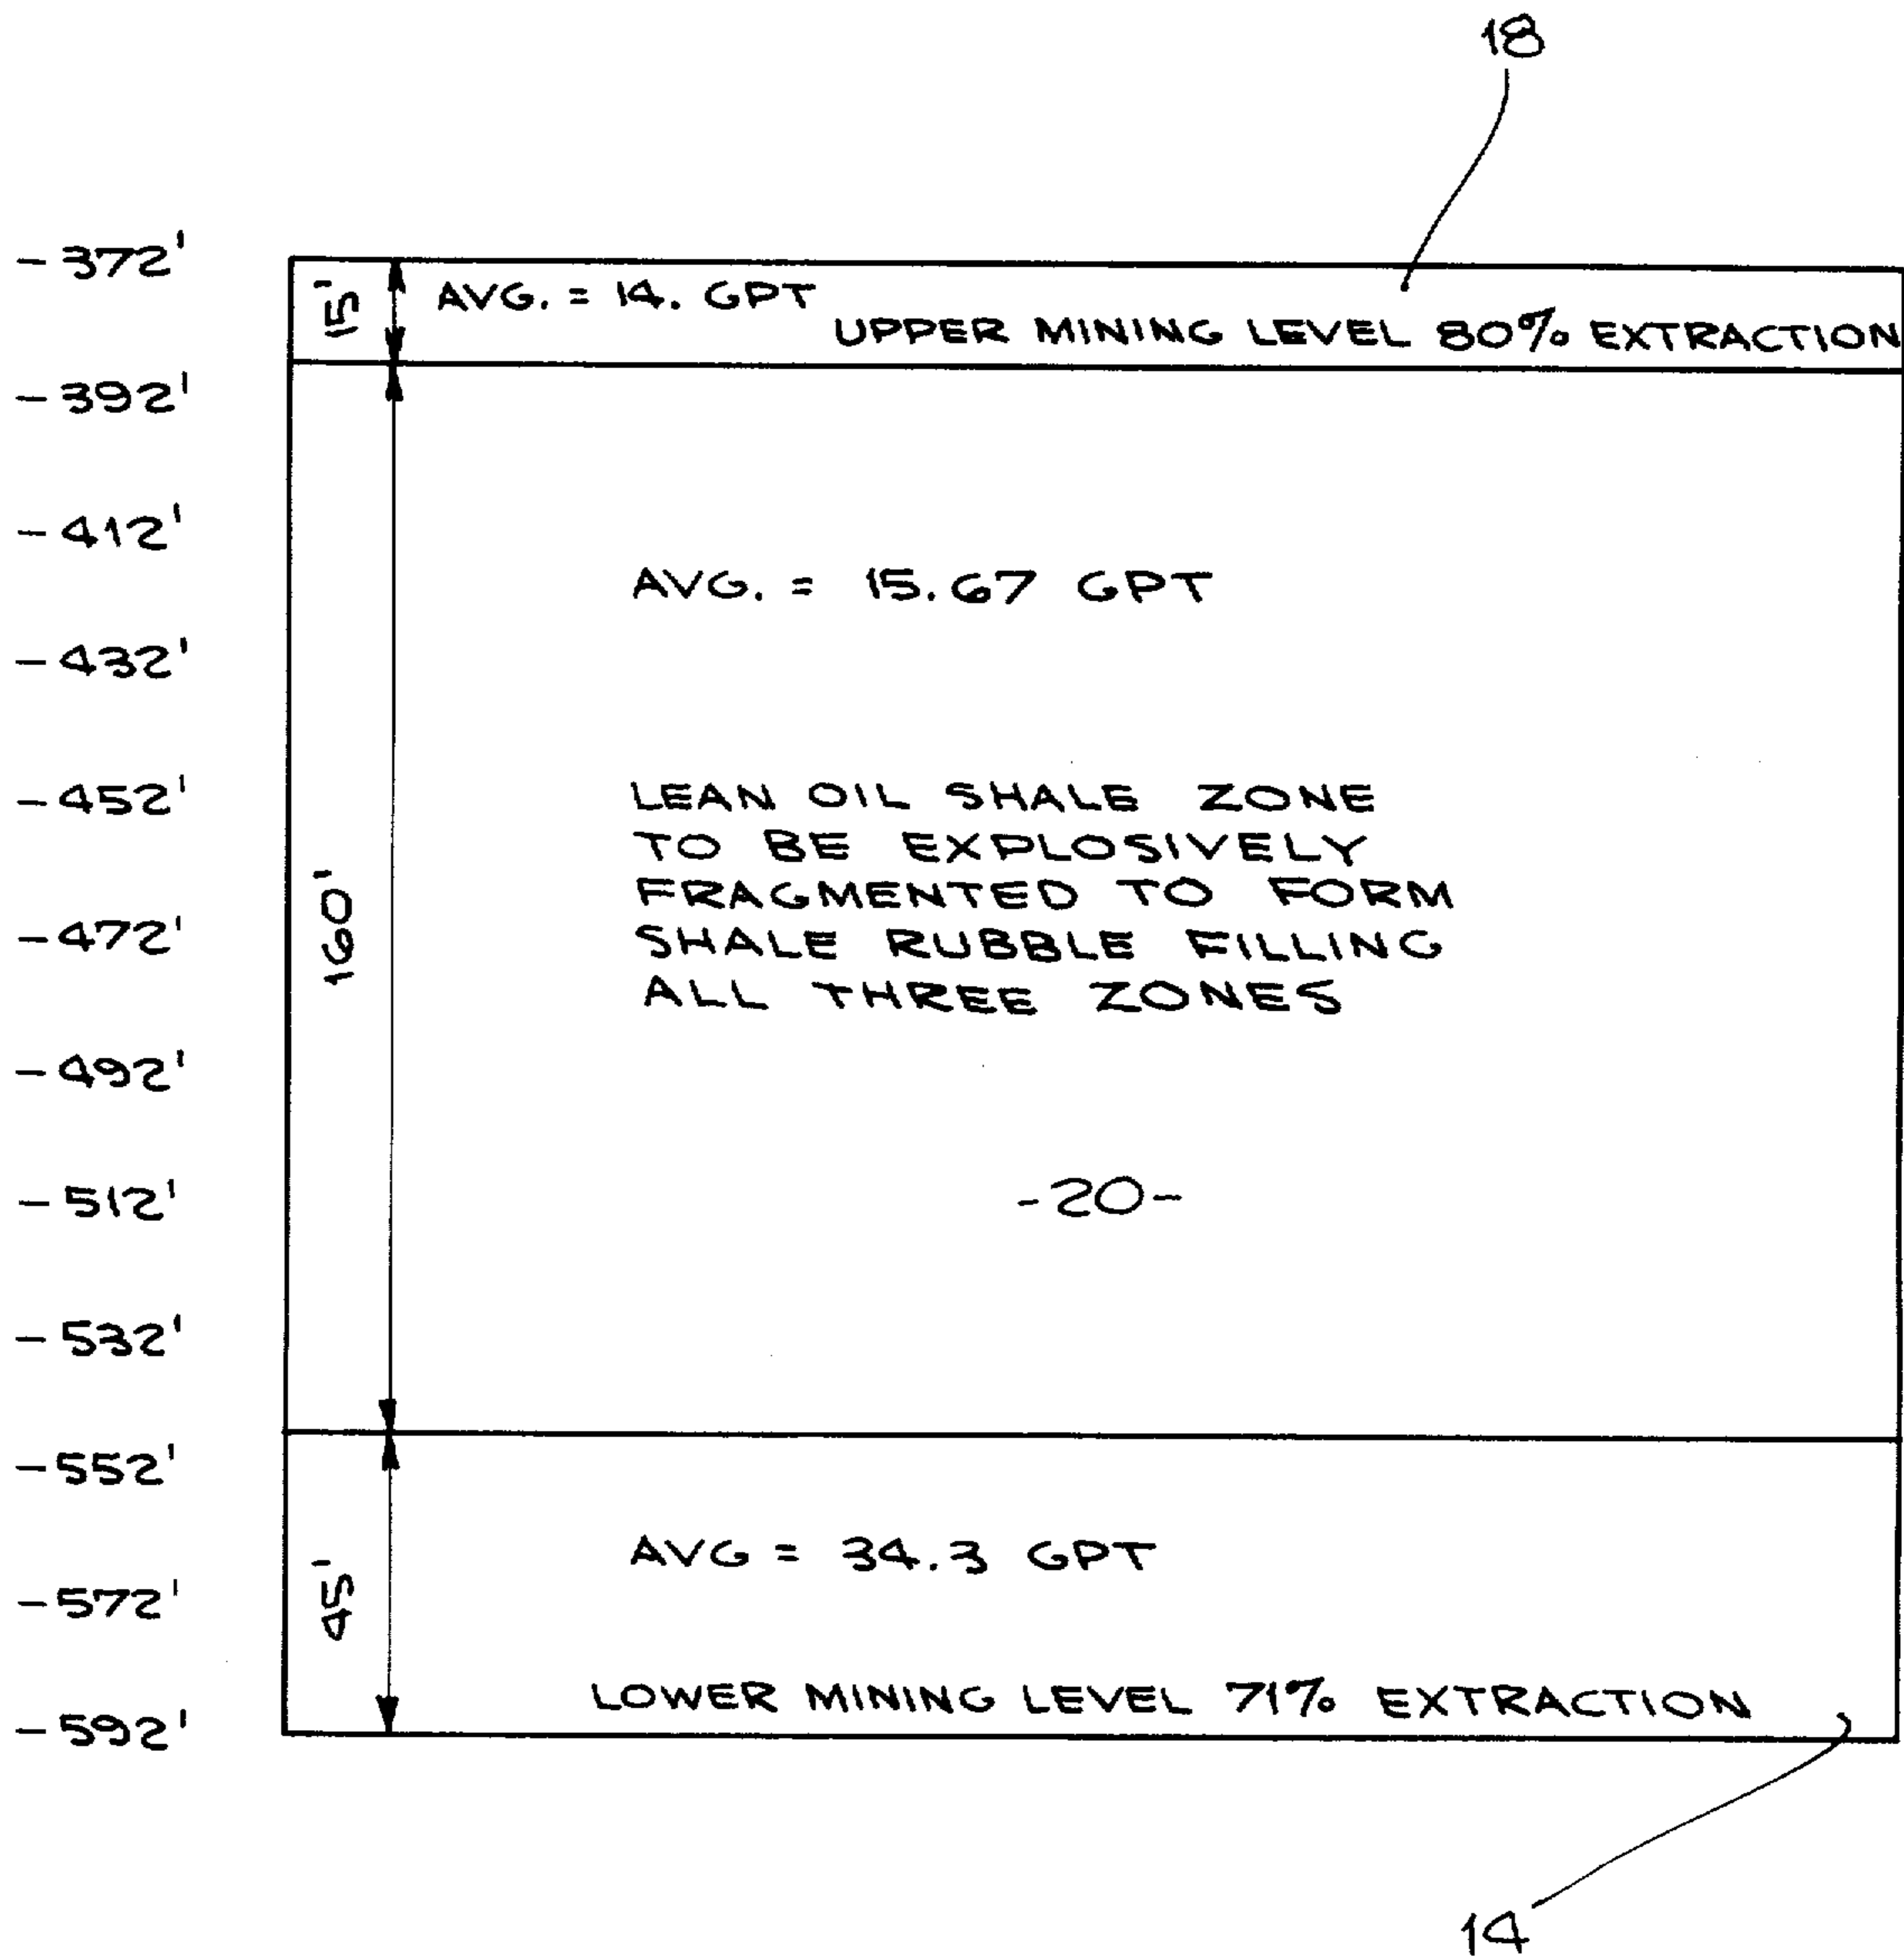 18
-372'
15'
AVG. = 14. GPT
UPPER MINING LEVEL 80% EXTRACTION
-392'
-412'
AVG. = 15.67 GPT
-432'
-452'
LEAN OIL SHALE ZONE
TO BE EXPLOSIVELY
FRAGMENTED TO FORM
SHALE RUBBLE FILLING
ALL THREE ZONES
160'
-472'
-492'
-512'
-20-
-532'
-552'
AVG = 34.3 GPT
45'
-572'
LOWER MINING LEVEL 71% EXTRACTION
-592'
14